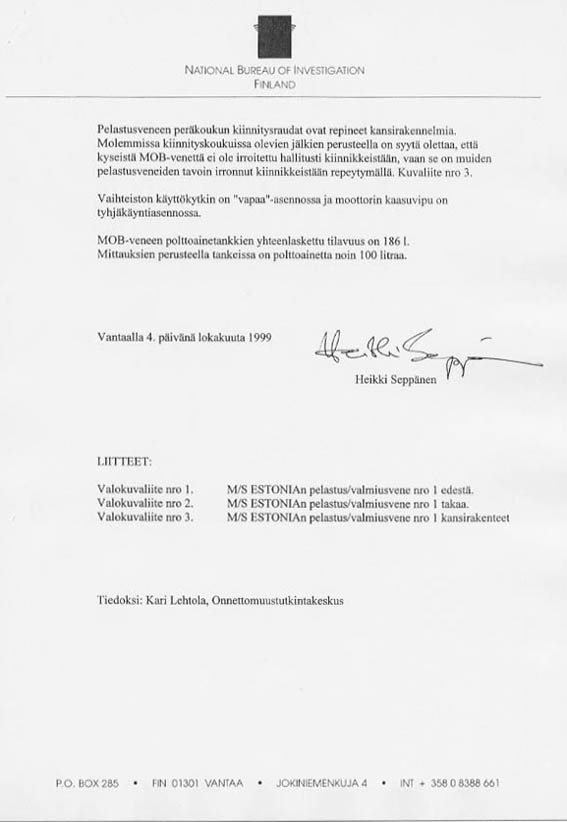 NATIONAL BUREAU OF INVESTIGATION
FINLAND
Pelastusveneen peräkoukun kiinnitysraudat ovat repineet kansirakennelmia.
Molemmissa kiinnityskoukuissa olevien jälkien perusteella on syytä olettaa, että
kyseistä MOB-venettä ei ole irroitettu hallitusti kiinnikkeistään, vaan se on muiden
pelastusveneiden tavoin irronnut kiinnikkeistään repeytymällä. Kuvaliite nro 3.
Vaihteiston käyttökytkin on "vapaa"-asennossa ja moottorin kaasuvipu on
tyhjäkäyntiasennossa.
MOB-veneen polttoainetankkien yhteenlaskettu tilavuus on 186 l.
Mittauksien perusteella tankeissa on polttoainetta noin 100 litraa.
Vantaalla 4. päivänä lokakuuta 1999
Heikki Seppänen
Heikki Seppänen
LIITTEET:
Valokuvaliite nro 1. M/S ESTONIAn pelastus/valmiusvene nro 1 edestä.
Valokuvaliite nro 2. M/S ESTONIAn pelastus/valmiusvene nro 1 takaa.
Valokuvaliite nro 3. M/S ESTONIAn pelastus/valmiusvene nro 1 kansirakenteet
Tiedoksi: Kari Lehtola, Onnettomuustutkintakeskus
P.O. BOX 285 • FIN 01301 VANTAA • JOKINIEMENKUJA 4 • INT + 358 0 8388 661